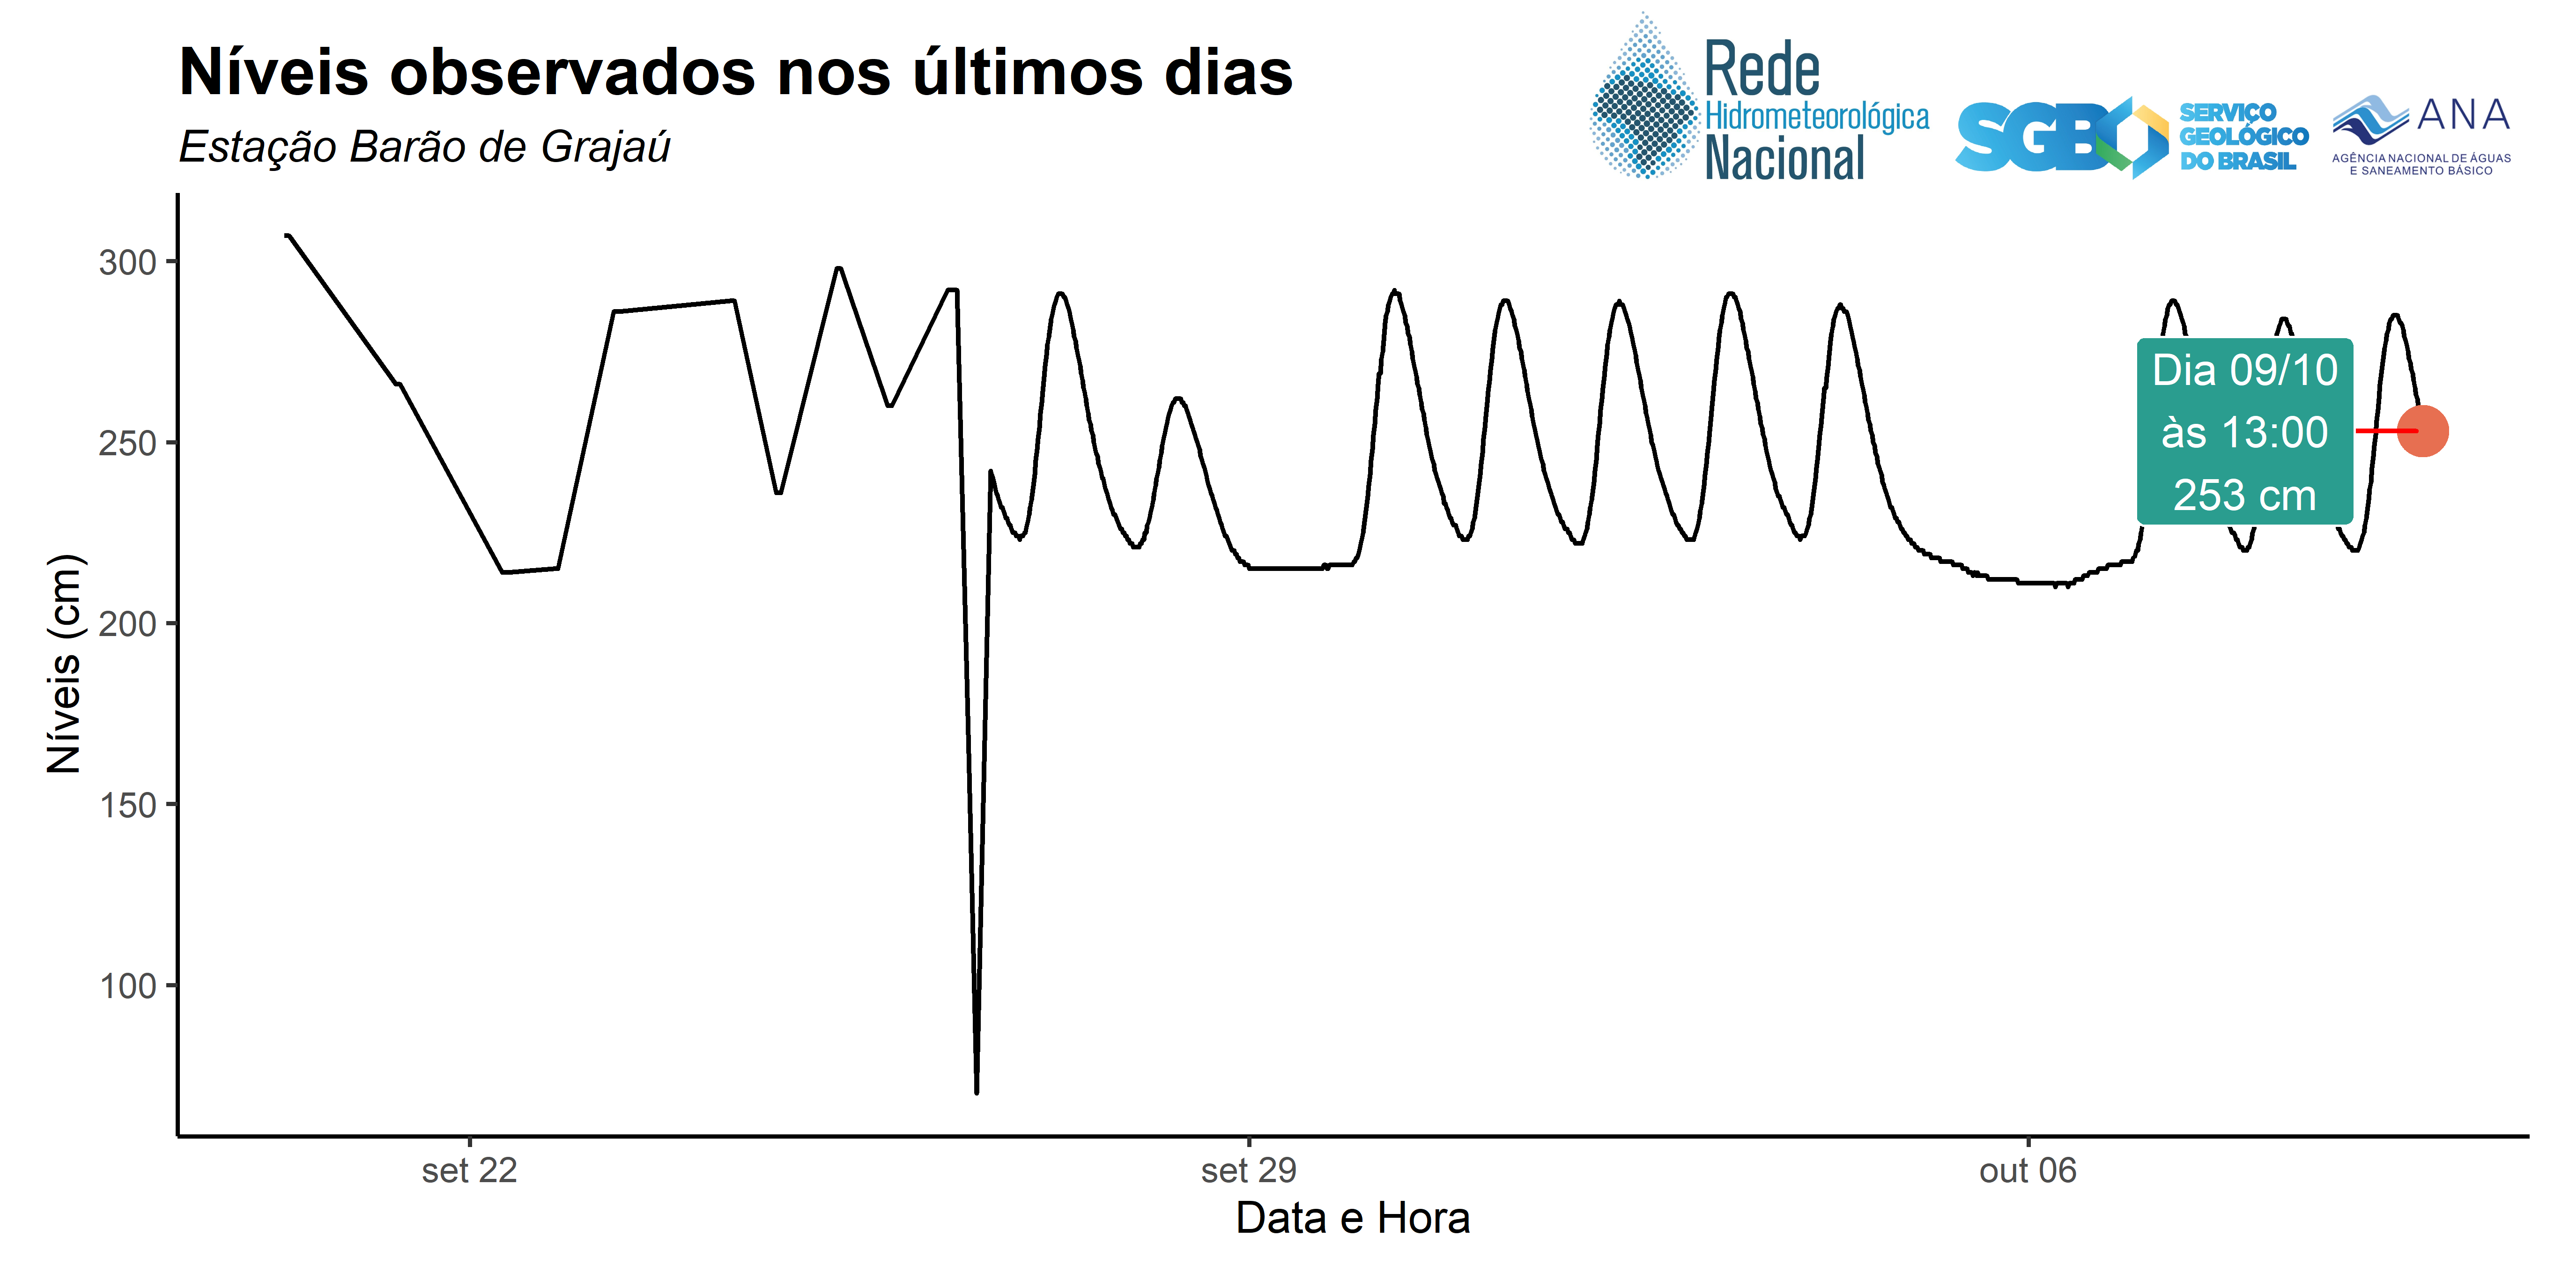 Níveis observados nos últimos dias
Estação Barão de Grajaú
Rede
Hidrometeorológica
Nacional
SGB
SERVIÇO
GEOLÓGICO
DO BRASIL
ANA
AGÊNCIA NACIONAL DE ÁGUAS
E SANEAMENTO BÁSICO
Níveis (cm)
300
250
200
150
100
Dia 09/10
às 13:00
253 cm
set 22
set 29
out 06
Data e Hora